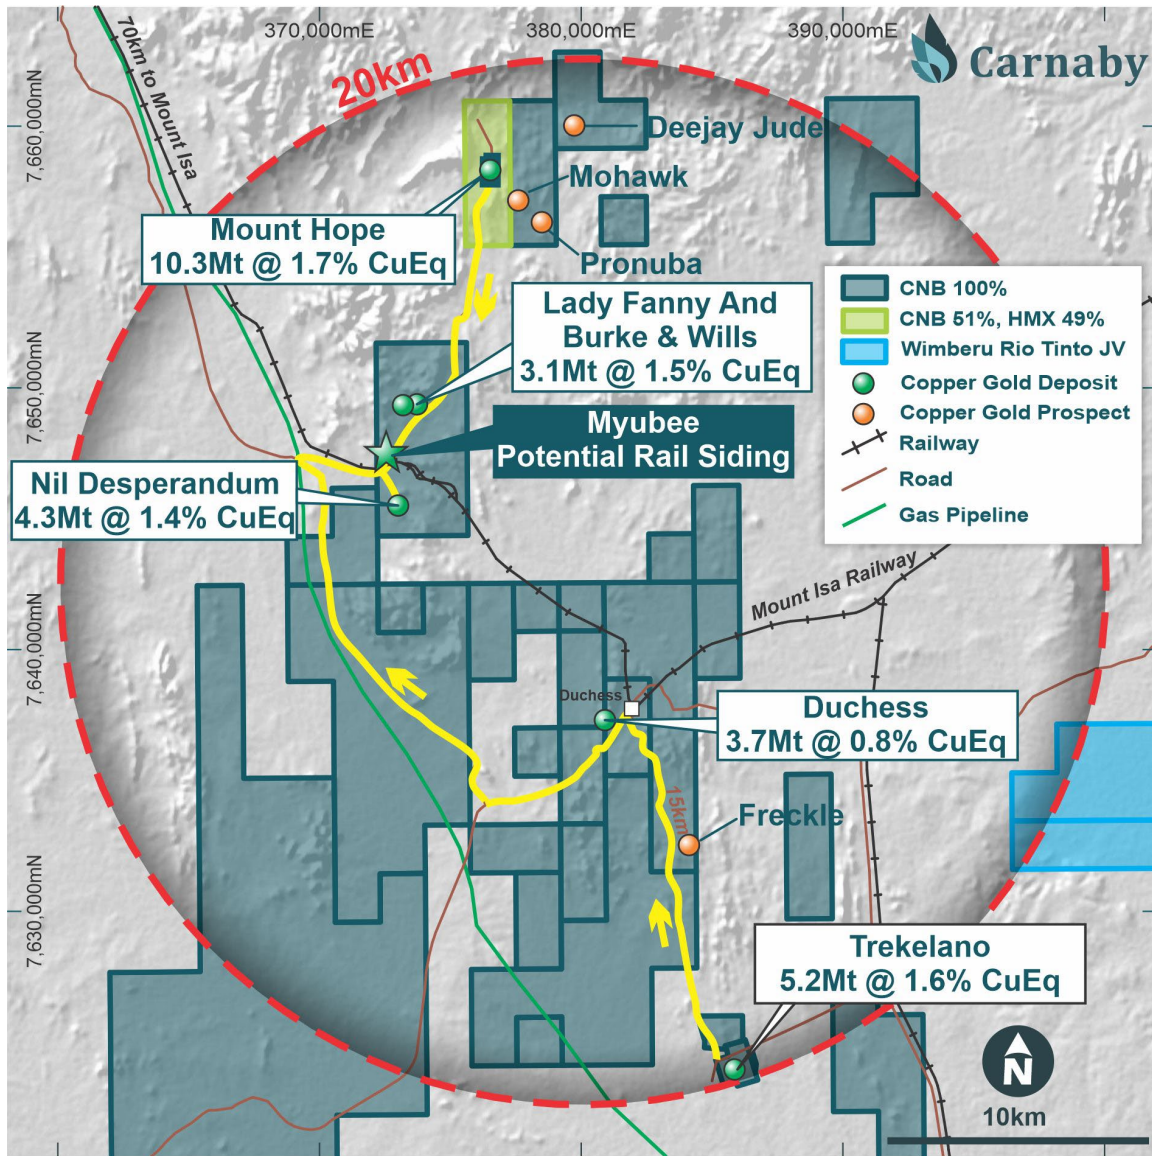 370,000mE
380,000mE
390,000mE
Carnaby
20km
70km to Mount Isa
7,660,000mN
7,650,000mN
7,640,000mN
7,630,000mN
Deejay Jude
Mohawk
Pronuba
Mount Hope
10.3Mt @ 1.7% CuEq
Lady Fanny And
Burke & Wills
3.1Mt @ 1.5% CuEq
CNB 100%
CNB 51%, HMX 49%
Wimberu Rio Tinto JV
Copper Gold Deposit
Copper Gold Prospect
Railway
Road
Gas Pipeline
Myubee
Potential Rail Siding
Nil Desperandum
4.3Mt @ 1.4% CuEq
Mount Isa Railway
Duchess
Duchess
3.7Mt @ 0.8% CuEq
15km
Freckle
Trekelano
5.2Mt @ 1.6% CuEq
N
10km